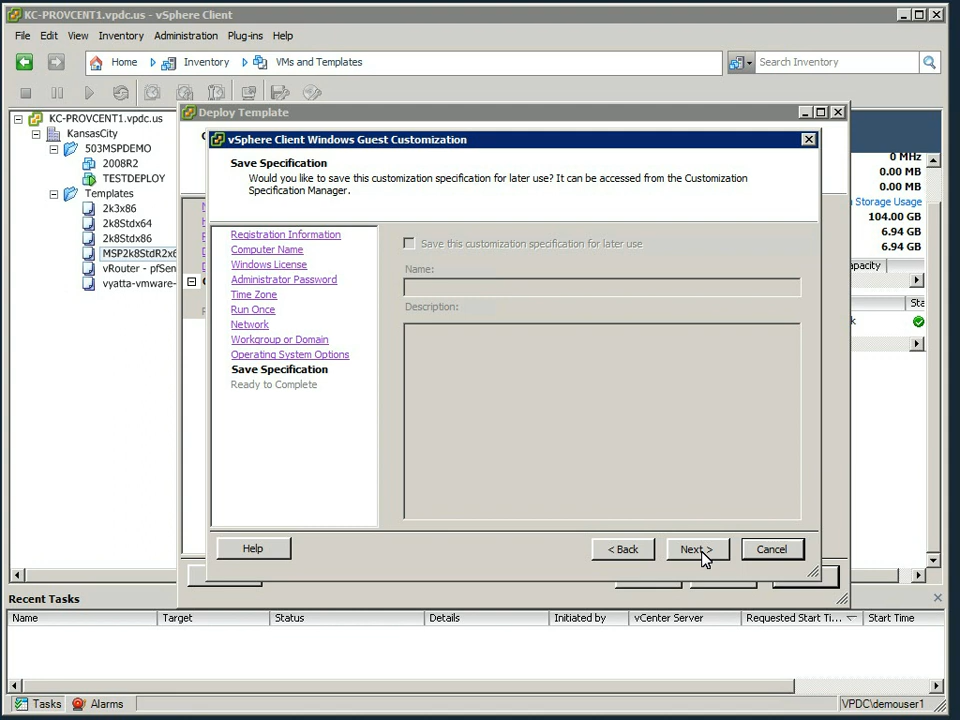 KC-PROVCENT1.vpdc.us - vSphere Client
File Edit View Inventory Administration Plug-ins Help
Home Inventory VMs and Templates Search Inventory
KC-PROVCENT1.vpdc.us
KansasCity
503MSPDEMO
2008R2
TESTDEPLOY
Templates
2k3x86
2k8Stdx64
2k8Stdx86
MSP2k8StdR2x6
vRouter - pfSen
vyatta-vmware-
Deploy Template
vSphere Client Windows Guest Customization
Save Specification
Would you like to save this customization specification for later use? It can be accessed from the Customization
Specification Manager.
Registration Information
Computer Name
Windows License
Administrator Password
Time Zone
Run Once
Network
Workgroup or Domain
Operating System Options
Save Specification
Ready to Complete
Save this customization specification for later use
Name:
Description:
Help < Back Next > Cancel
0 MHz
0.00 MB
0.00 MB
Storage Usage
104.00 GB
6.94 GB
6.94 GB
apacity
Sta
k
Recent Tasks
Name Target Status Details Initiated by vCenter Server Requested Start Ti... Start Time
Tasks Alarms VPDC\demouser1